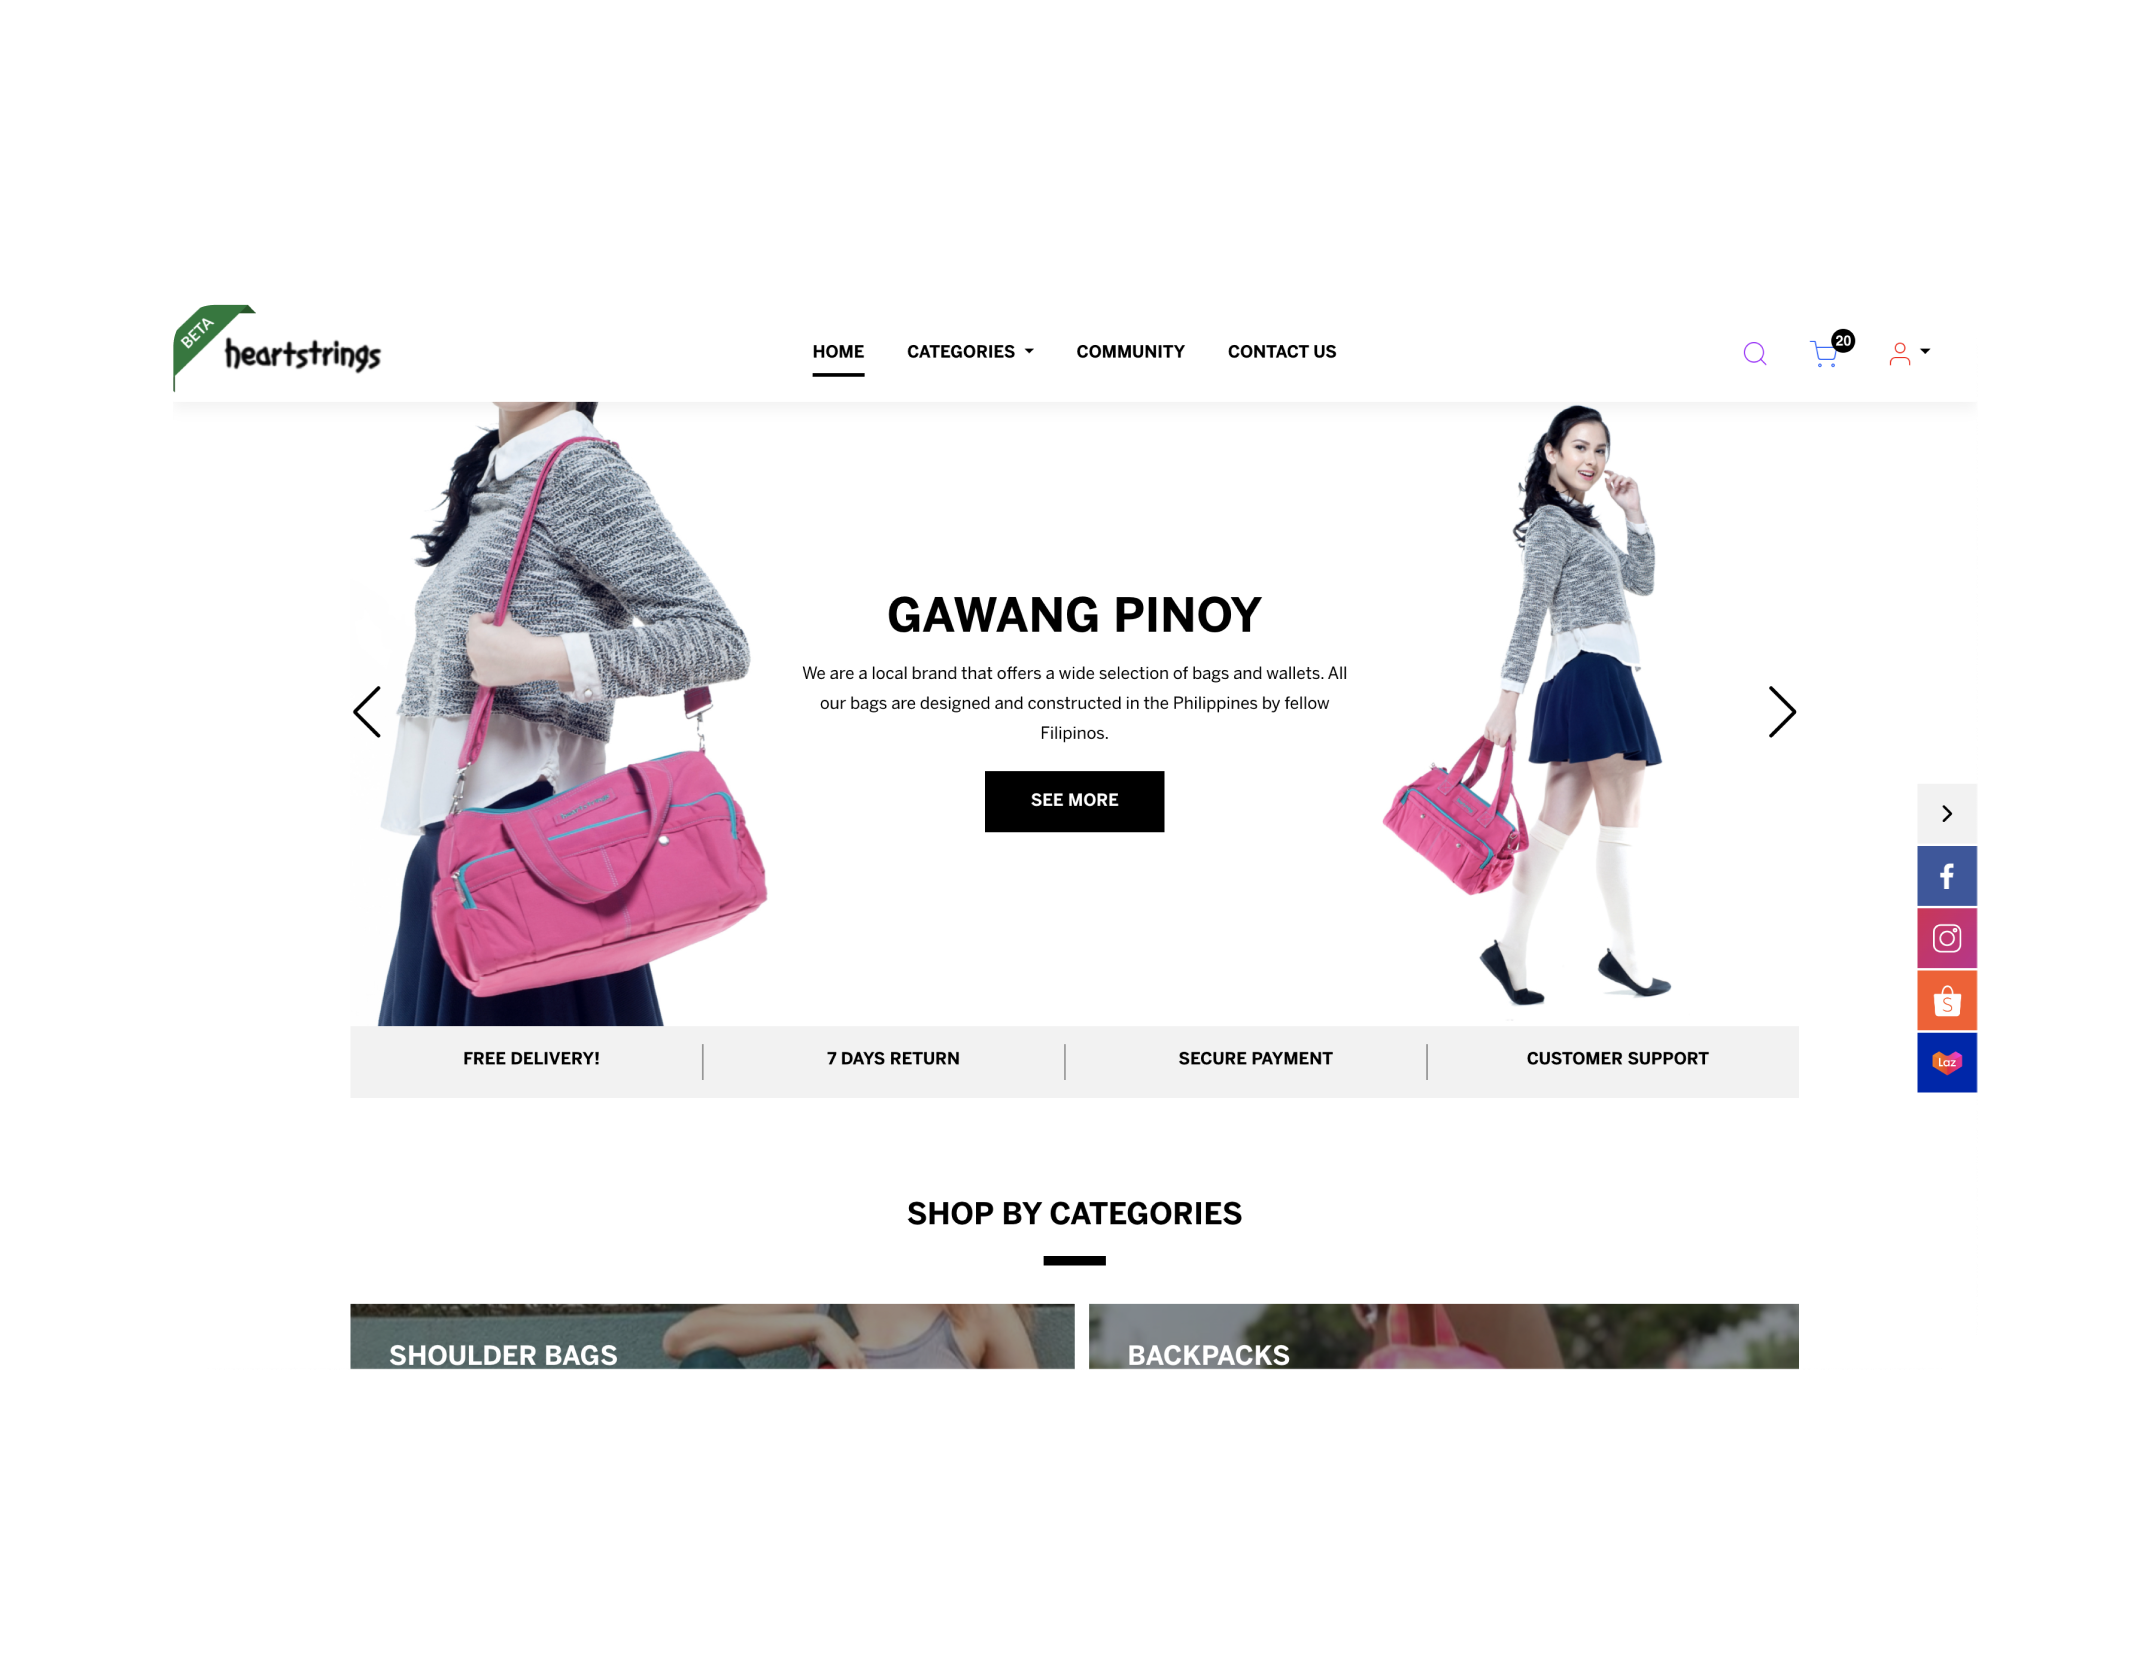 BETA
heartstrings
HOME CATEGORIES COMMUNITY CONTACT US
20
GAWANG PINOY
We are a local brand that offers a wide selection of bags and wallets. All
our bags are designed and constructed in the Philippines by fellow
Filipinos.
SEE MORE
f
S
Laz
FREE DELIVERY! 7 DAYS RETURN SECURE PAYMENT CUSTOMER SUPPORT
SHOP BY CATEGORIES
SHOULDER BAGS BACKPACKS